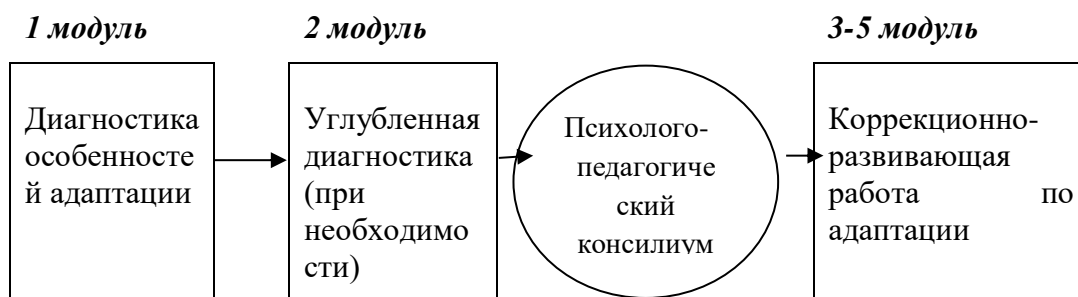 1 модуль
2 модуль
3-5 модуль
Диагностика
особенносте
й адаптации
Углубленная
диагностика
(при
необходимо
сти)
Психолого-
педагогиче
ский
консилиум
Коррекционно-
развивающая
работа по
адаптации